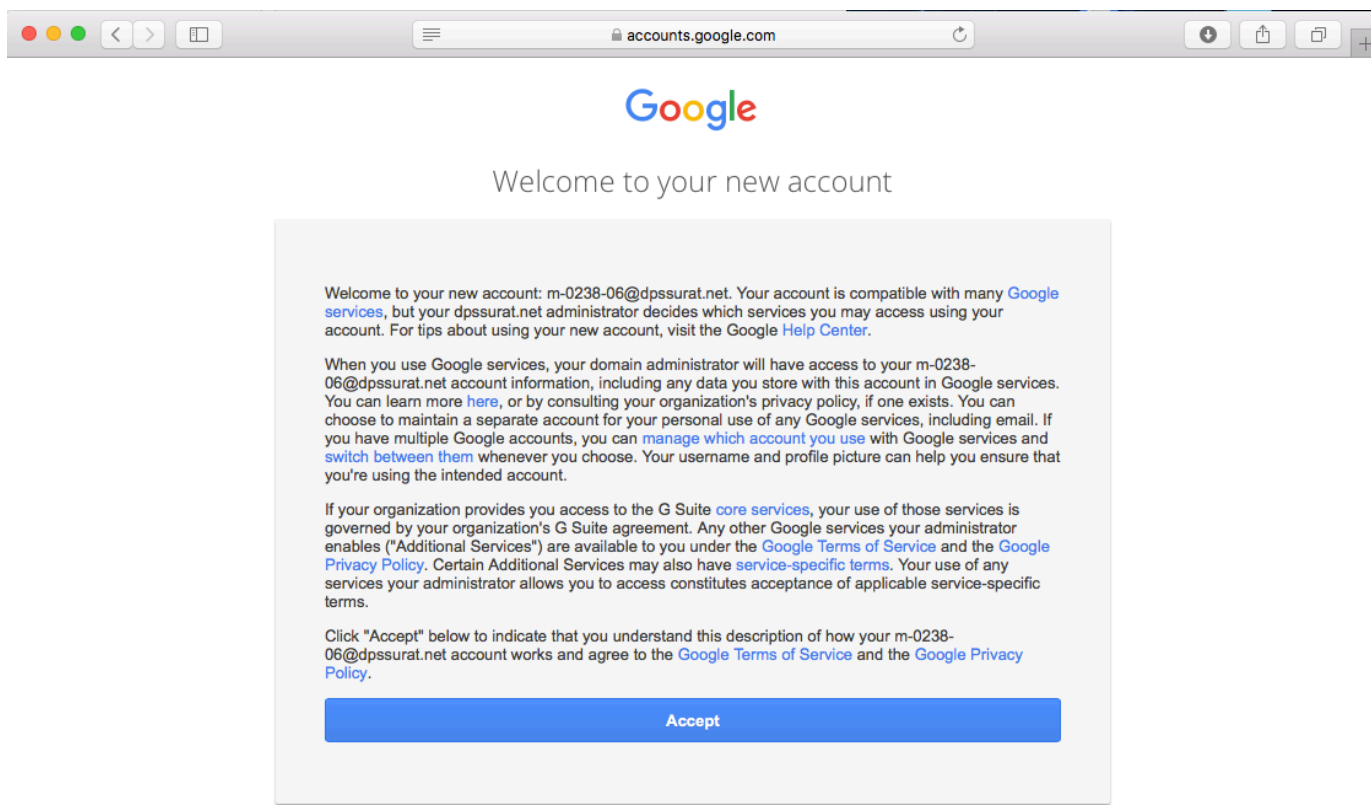 accounts.google.com
Google
Welcome to your new account
Welcome to your new account: m-0238-06@dpssurat.net. Your account is compatible with many Google
services, but your dpssurat.net administrator decides which services you may access using your
account. For tips about using your new account, visit the Google Help Center.
When you use Google services, your domain administrator will have access to your m-0238-
06@dpssurat.net account information, including any data you store with this account in Google services.
You can learn more here, or by consulting your organization's privacy policy, if one exists. You can
choose to maintain a separate account for your personal use of any Google services, including email. If
you have multiple Google accounts, you can manage which account you use with Google services and
switch between them whenever you choose. Your username and profile picture can help you ensure that
you're using the intended account.
If your organization provides you access to the G Suite core services, your use of those services is
governed by your organization's G Suite agreement. Any other Google services your administrator
enables ("Additional Services") are available to you under the Google Terms of Service and the Google
Privacy Policy. Certain Additional Services may also have service-specific terms. Your use of any
services your administrator allows you to access constitutes acceptance of applicable service-specific
terms.
Click "Accept" below to indicate that you understand this description of how your m-0238-
06@dpssurat.net account works and agree to the Google Terms of Service and the Google Privacy
Policy.
Accept